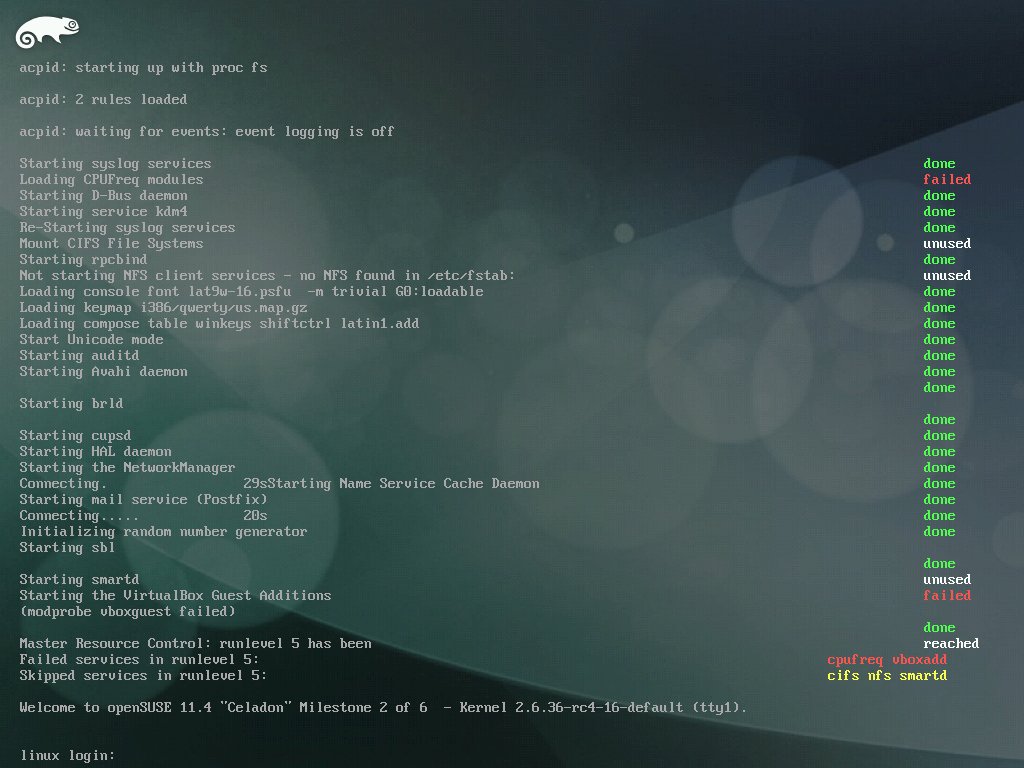 acpid: starting up with proc fs
acpid: 2 rules loaded
acpid: waiting for events: event logging is off
Starting syslog services done
Loading CPUFreq modules failed
Starting D-Bus daemon done
Starting service kdm4 done
Re-Starting syslog services done
Mount CIFS File Systems unused
Starting rpcbind done
Not starting NFS client services - no NFS found in /etc/fstab: unused
Loading console font lat9w-16.psfu  -m trivial G0:loadable done
Loading keymap i386/qwerty/us.map.gz done
Loading compose table winkeys shiftctrl latin1.add done
Start Unicode mode done
Starting auditd done
Starting Avahi daemon done
done
Starting brld
done
Starting cupsd done
Starting HAL daemon done
Starting the NetworkManager done
Connecting. 29sStarting Name Service Cache Daemon done
Starting mail service (Postfix) done
Connecting..... 20s done
Initializing random number generator done
Starting sbl
done
Starting smartd unused
Starting the VirtualBox Guest Additions failed
(modprobe vboxguest failed)
done
Master Resource Control: runlevel 5 has been reached
Failed services in runlevel 5: cpufreq vboxadd
Skipped services in runlevel 5: cifs nfs smartd
Welcome to openSUSE 11.4 "Celadon" Milestone 2 of 6  - Kernel 2.6.36-rc4-16-default (tty1).
linux login: